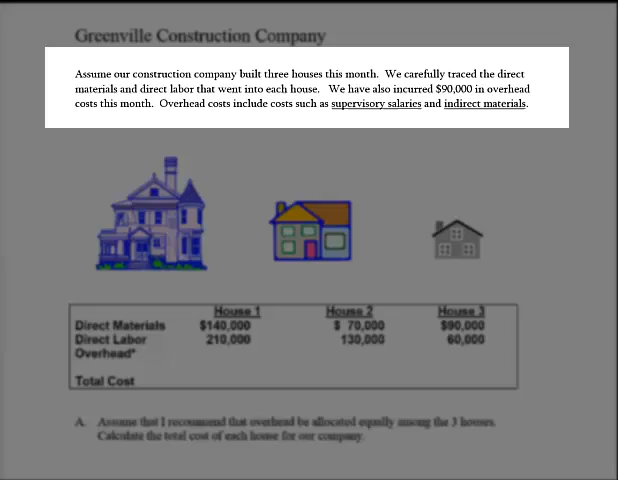 Greenville Construction Company
Assume our construction company built three houses this month. We carefully traced the direct
materials and direct labor that went into each house. We have also incurred $90,000 in overhead
costs this month. Overhead costs include costs such as supervisory salaries and indirect materials.
House 1 House 2 House 3
Direct Materials $140,000 $ 70,000 $90,000
Direct Labor 210,000 130,000 60,000
Overhead*
Total Cost
A. Assume that I recommend that overhead be allocated equally among the 3 houses.
Calculate the total cost of each house for our company.